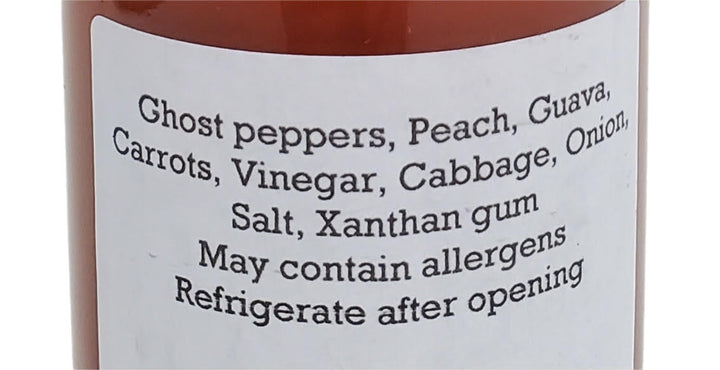 Ghost peppers, Peach, Guava,
Carrots, Vinegar, Cabbage, Onion,
Salt, Xanthan gum
May contain allergens
Refrigerate after opening